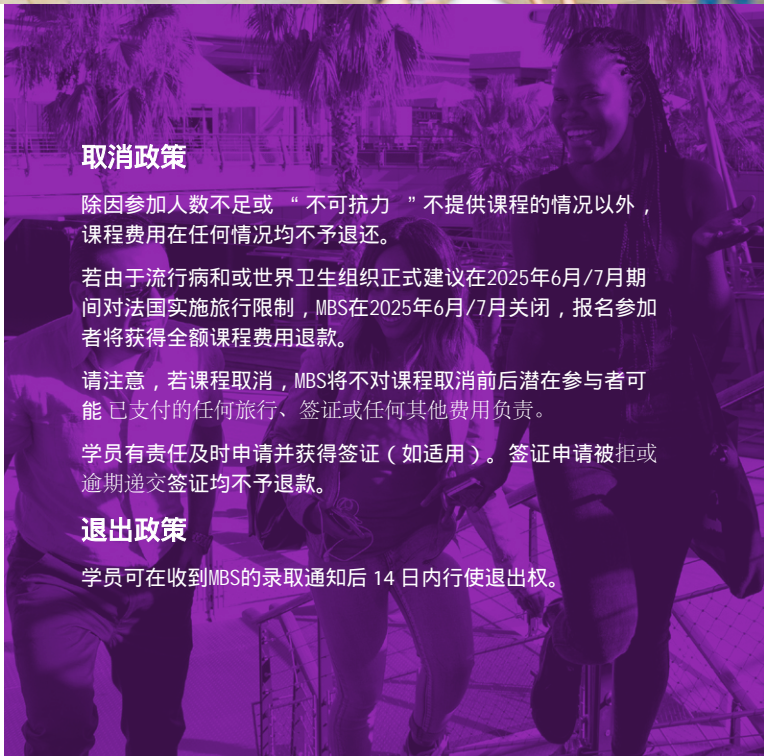 取消政策
除因参加人数不足或 “ 不可抗力 ” 不提供课程的情况以外，
课程费用在任何情况均不予退还。
若由于流行病和或世界卫生组织正式建议在2025年6月/7月期
间对法国实施旅行限制，MBS在2025年6月/7月关闭，报名参加
者将获得全额课程费用退款。
请注意，若课程取消，MBS将不对课程取消前后潜在参与者可
能 已支付的任何旅行、签证或任何其他费用负责。
学员有责任及时申请并获得签证（如适用）。签证申请被拒或
逾期递交签证均不予退款。
退出政策
学员可在收到MBS的录取通知后 14 日内行使退出权。